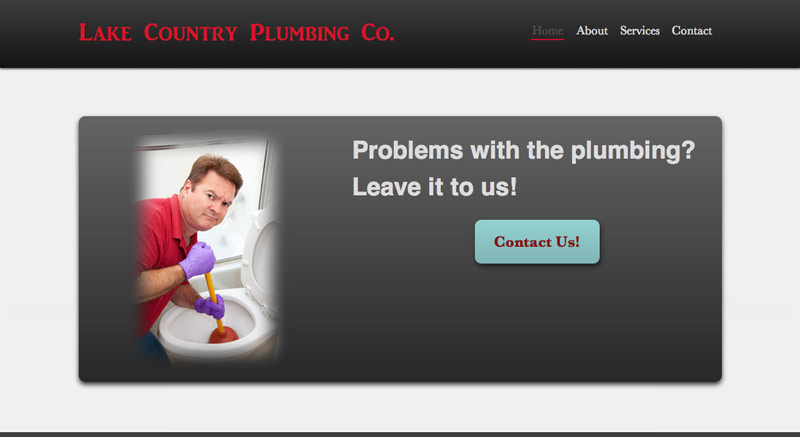 Lake Country Plumbing Co.
Home About Services Contact
Problems with the plumbing?
Leave it to us!
Contact Us!